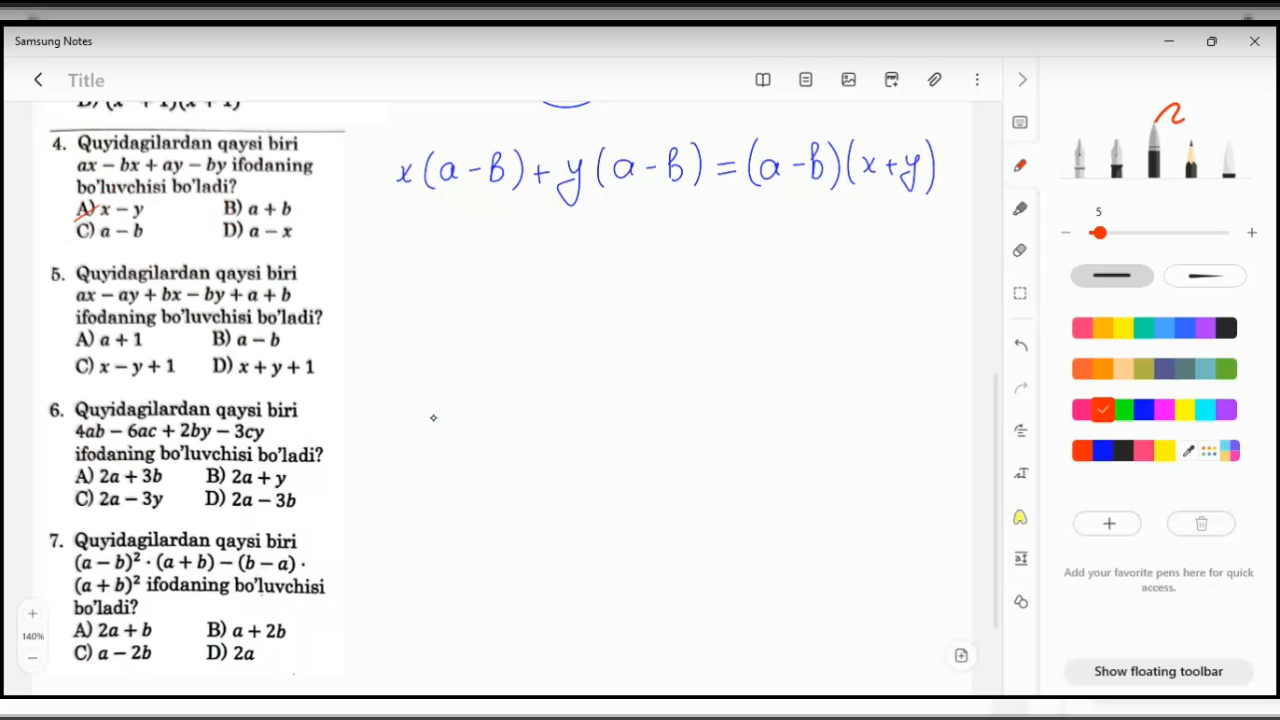 Samsung Notes
Title
4. Quyidagilardan qaysi biri
ax − bx + ay − by ifodaning
bo'luvchisi bo'ladi?
A) x − y B) a + b
C) a − b D) a − x
x(a − b) + y(a − b) = (a − b)(x + y)
5. Quyidagilardan qaysi biri
ax − ay + bx − by + a + b
ifodaning bo'luvchisi bo'ladi?
A) a + 1 B) a − b
C) x − y + 1 D) x + y + 1
6. Quyidagilardan qaysi biri
4ab − 6ac + 2by − 3cy
ifodaning bo'luvchisi bo'ladi?
A) 2a + 3b B) 2a + y
C) 2a − 3y D) 2a − 3b
7. Quyidagilardan qaysi biri
(a − b)² · (a + b) − (b − a) ·
(a + b)² ifodaning bo'luvchisi
bo'ladi?
A) 2a + b B) a + 2b
C) a − 2b D) 2a
140%
5
Add your favorite pens here for quick
access.
Show floating toolbar